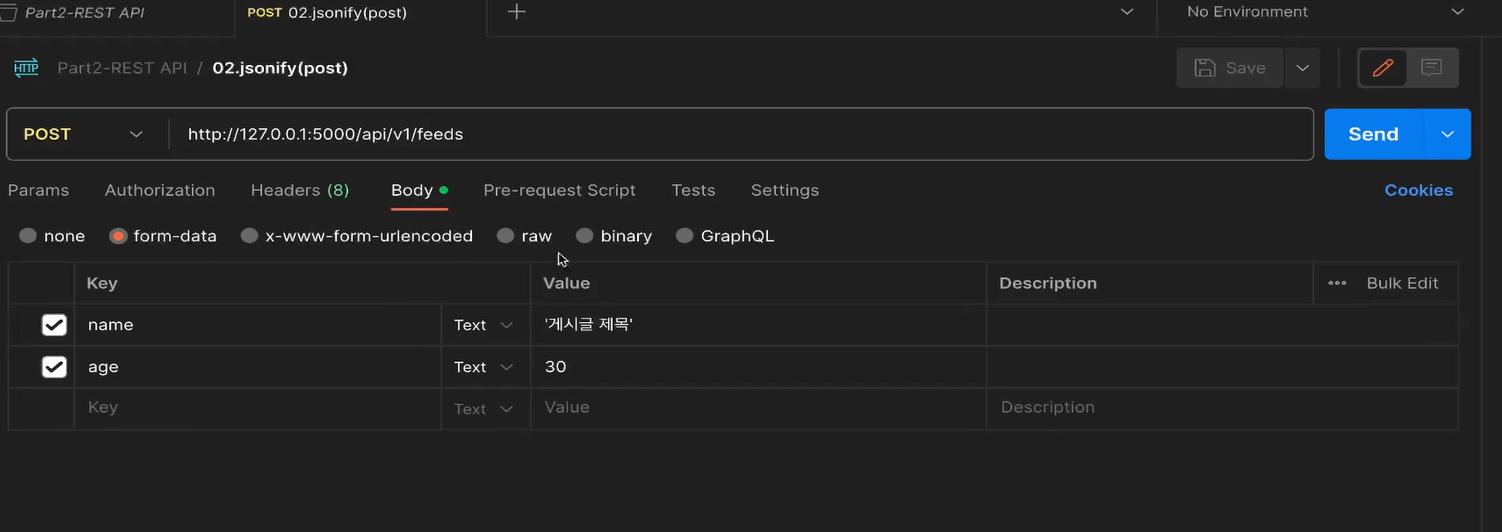 Part2-REST API POST 02.jsonify(post) No Environment
HTTP Part2-REST API / 02.jsonify(post) Save
POST http://127.0.0.1:5000/api/v1/feeds Send
Params Authorization Headers (8) Body Pre-request Script Tests Settings Cookies
none form-data x-www-form-urlencoded raw binary GraphQL
Key Value Description Bulk Edit
name Text '게시글 제목'
age Text 30
Key Text Value Description